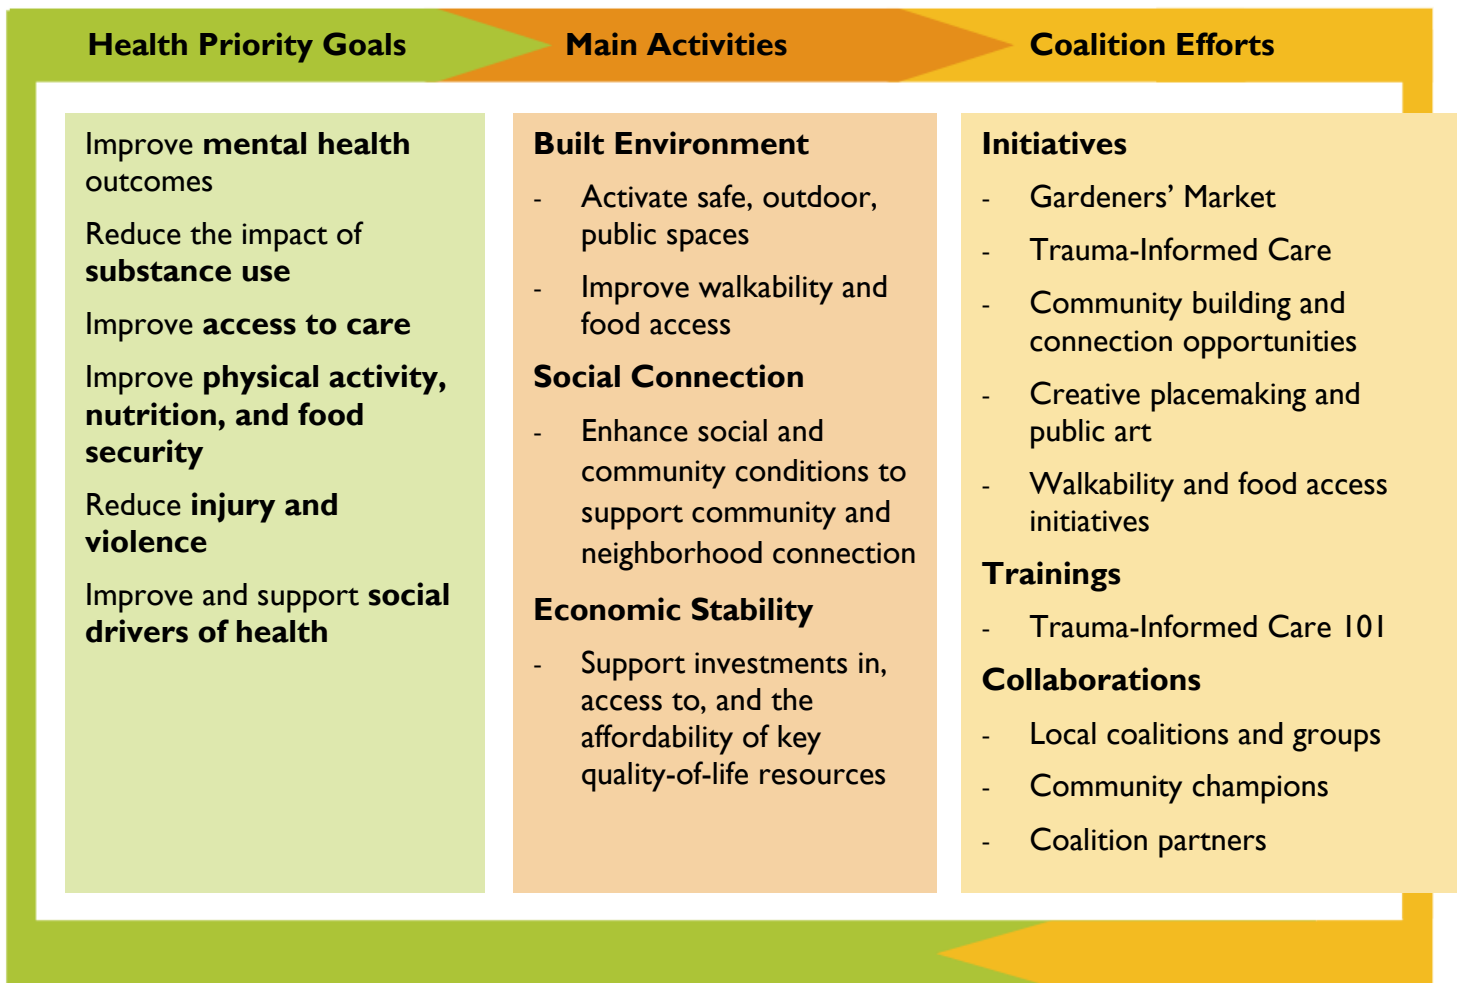 Health Priority Goals
Main Activities
Coalition Efforts
Improve mental health
outcomes
Reduce the impact of
substance use
Improve access to care
Improve physical activity,
nutrition, and food
security
Reduce injury and
violence
Improve and support social
drivers of health
Built Environment
- Activate safe, outdoor,
public spaces
- Improve walkability and
food access
Social Connection
- Enhance social and
community conditions to
support community and
neighborhood connection
Economic Stability
- Support investments in,
access to, and the
affordability of key
quality-of-life resources
Initiatives
- Gardeners’ Market
- Trauma-Informed Care
- Community building and
connection opportunities
- Creative placemaking and
public art
- Walkability and food access
initiatives
Trainings
- Trauma-Informed Care 101
Collaborations
- Local coalitions and groups
- Community champions
- Coalition partners